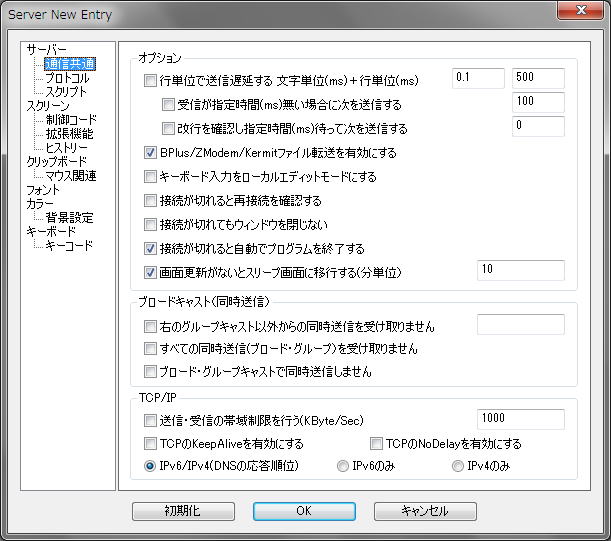 Server New Entry
サーバー
通信共通
プロトコル
スクリプト
スクリーン
制御コード
拡張機能
ヒストリー
クリップボード
マウス関連
フォント
カラー
背景設定
キーボード
キーコード
オプション
行単位で送信遅延する 文字単位(ms)+行単位(ms) 0.1 500
受信が指定時間(ms)無い場合に次を送信する 100
改行を確認し指定時間(ms)待って次を送信する 0
BPlus/ZModem/Kermitファイル転送を有効にする
キーボード入力をローカルエディットモードにする
接続が切れると再接続を確認する
接続が切れてもウィンドウを閉じない
接続が切れると自動でプログラムを終了する
画面更新がないとスリープ画面に移行する(分単位) 10
ブロードキャスト(同時送信)
右のグループキャスト以外からの同時送信を受け取りません
すべての同時送信(ブロード・グループ)を受け取りません
ブロード・グループキャストで同時送信しません
TCP/IP
送信・受信の帯域制限を行う(KByte/Sec) 1000
TCPのKeepAliveを有効にする TCPのNoDelayを有効にする
IPv6/IPv4(DNSの応答順位) IPv6のみ IPv4のみ
初期化 OK キャンセル